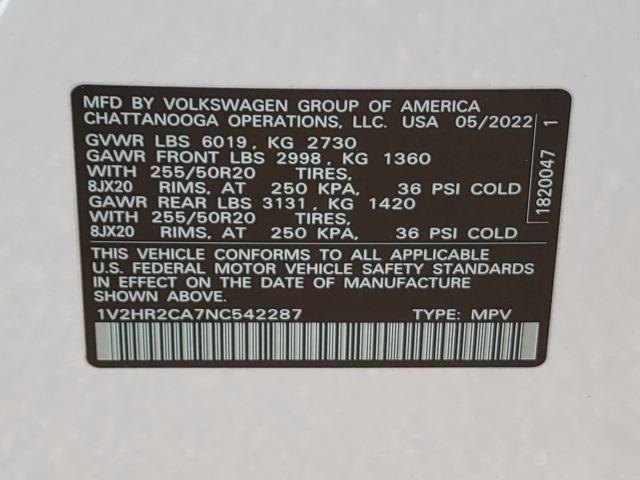 MFD BY VOLKSWAGEN GROUP OF AMERICA
CHATTANOOGA OPERATIONS, LLC. USA 05/2022
GVWR LBS 6019, KG 2730
GAWR FRONT LBS 2998, KG 1360
WITH 255/50R20 TIRES,
8JX20 RIMS, AT 250 KPA, 36 PSI COLD
GAWR REAR LBS 3131, KG 1420
WITH 255/50R20 TIRES,
8JX20 RIMS, AT 250 KPA, 36 PSI COLD
THIS VEHICLE CONFORMS TO ALL APPLICABLE
U.S. FEDERAL MOTOR VEHICLE SAFETY STANDARDS
IN EFFECT ON THE DATE OF MANUFACTURE
SHOWN ABOVE.
1V2HR2CA7NC542287 TYPE: MPV
1820047 1